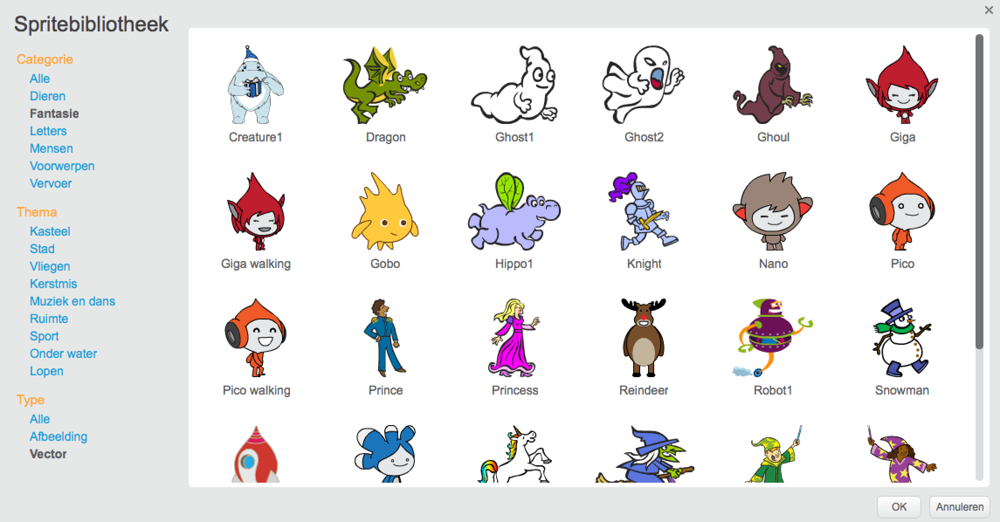 Spritebibliotheek
Categorie
Alle
Dieren
Fantasie
Letters
Mensen
Voorwerpen
Vervoer
Thema
Kasteel
Stad
Vliegen
Kerstmis
Muziek en dans
Ruimte
Sport
Onder water
Lopen
Type
Alle
Afbeelding
Vector
Creature1 Dragon Ghost1 Ghost2 Ghoul Giga
Giga walking Gobo Hippo1 Knight Nano Pico
Pico walking Prince Princess Reindeer Robot1 Snowman
OK Annuleren